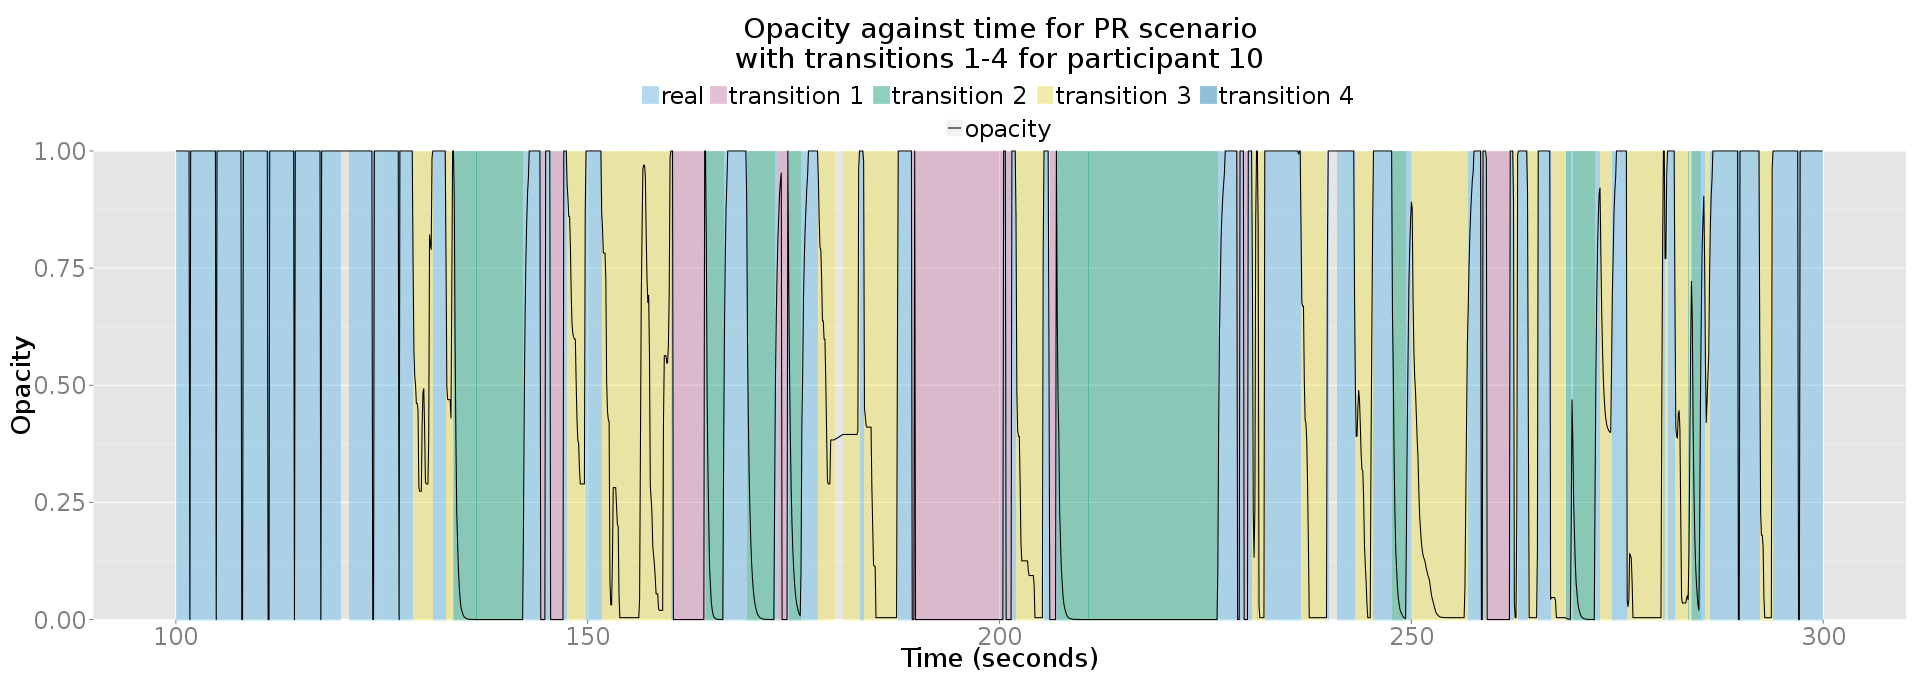 Opacity against time for PR scenario
with transitions 1-4 for participant 10
real transition 1 transition 2 transition 3 transition 4
opacity
1.00
0.75
0.50
0.25
0.00
Opacity
100 150 200 250 300
Time (seconds)